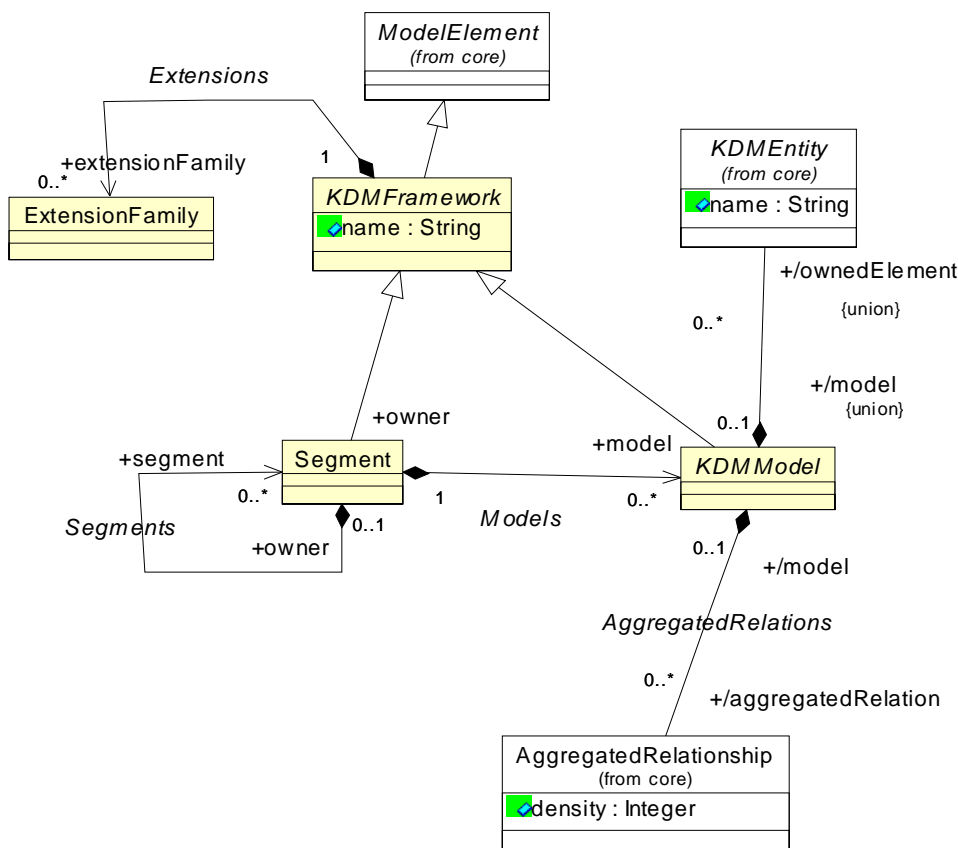 ModelElement
(from core)
Extensions
+extensionFamily
0..*
1
ExtensionFamily
KDMFramework
name : String
KDMEntity
(from core)
name : String
+/ownedElement
{union}
0..*
+/model
{union}
0..1
+owner
+segment
Segment
+model
KDMModel
0..*
1
0..*
Segments
0..1
+owner
Models
0..1
+/model
AggregatedRelations
0..*
+/aggregatedRelation
AggregatedRelationship
(from core)
density : Integer